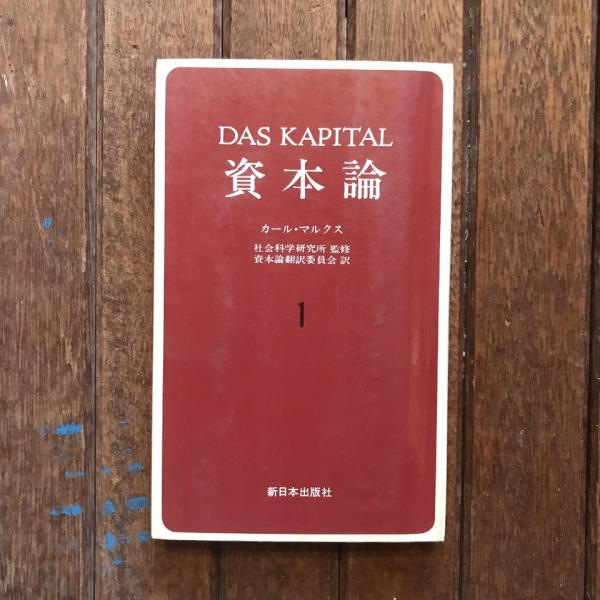 DAS KAPITAL
資本論
カール・マルクス
社会科学研究所 監修
資本論翻訳委員会 訳
1
新日本出版社